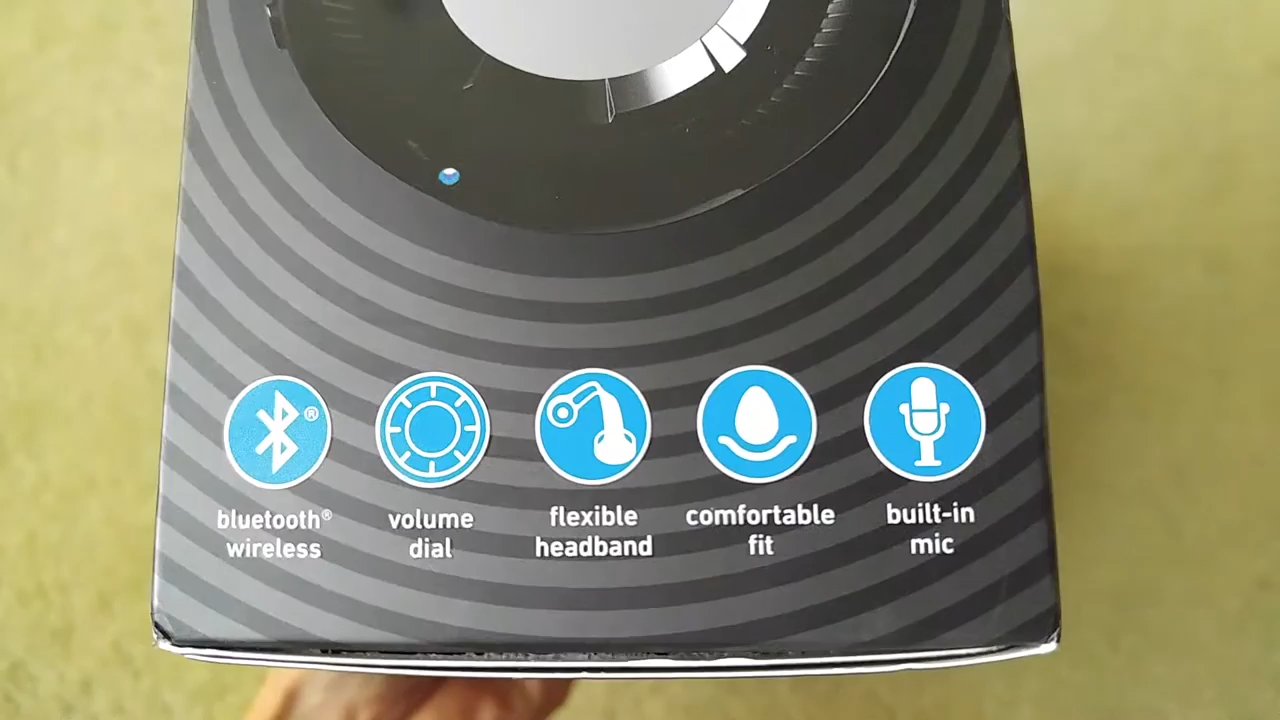 ®
bluetooth®
wireless
volume
dial
flexible
headband
comfortable
fit
built-in
mic